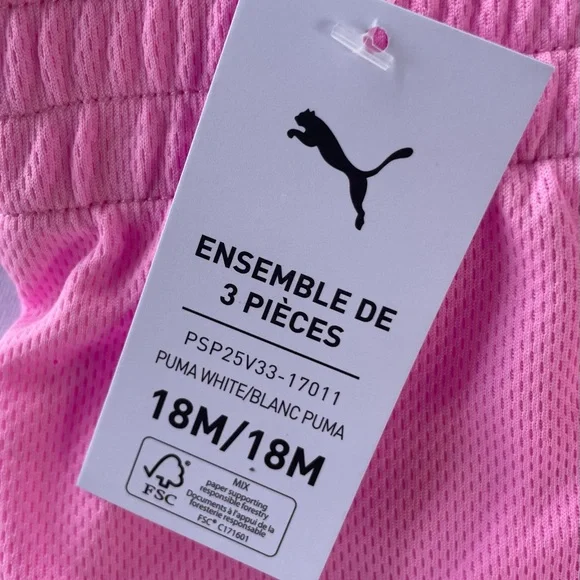 ENSEMBLE DE
3 PIÈCES
PSP25V33-17011
PUMA WHITE/BLANC PUMA
18M/18M
FSC
MIX
paper supporting
responsible forestry
Documents à l'appui de la
foresterie responsable
FSC® C171601